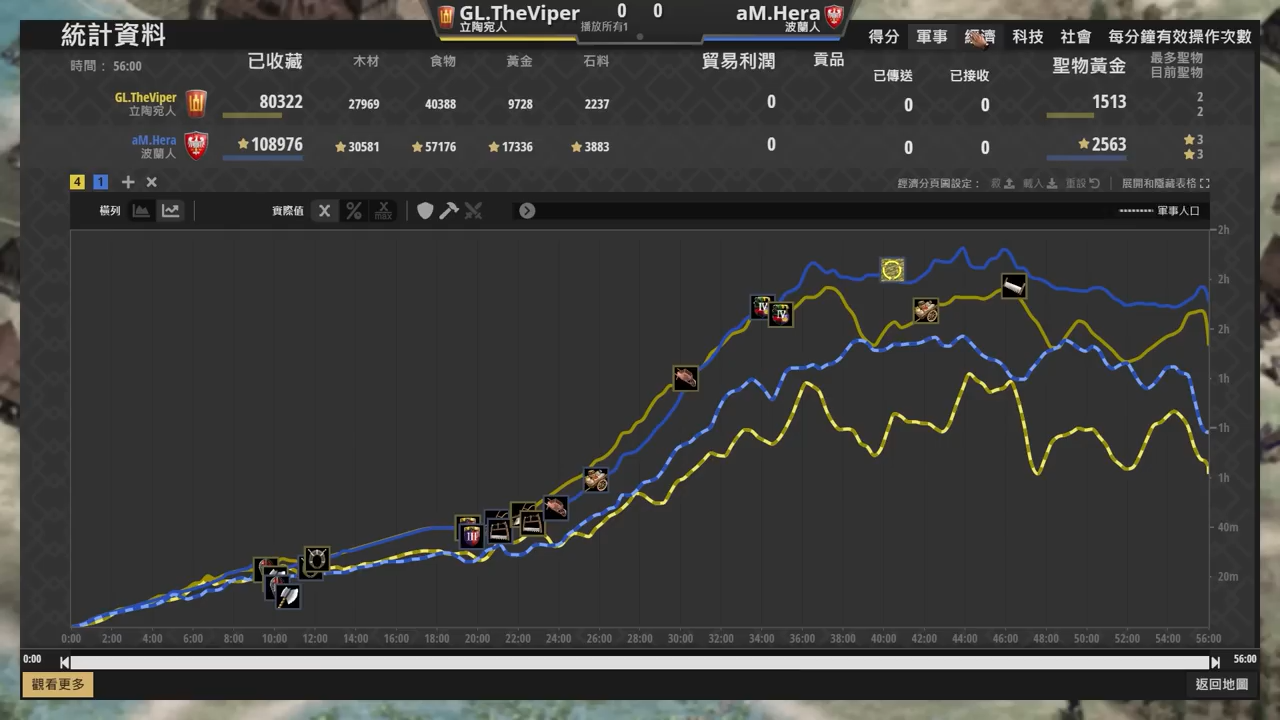 GL.TheViper 0 0 aM.Hera
立陶宛人 播放所有1 波蘭人
統計資料
得分 軍事 經濟 科技 社會 每分鐘有效操作次數
時間： 56:00
已收藏 木材 食物 黃金 石料 貿易利潤 貢品 已傳送 已接收 聖物黃金 最多聖物 目前聖物
GL.TheViper
立陶宛人
80322 27969 40388 9728 2237 0 0 0 1513 2 2
aM.Hera
波蘭人
108976 30581 57176 17336 3883 0 0 0 2563 3 3
4 1
經濟分頁圖設定： 載入 重設 展開和隱藏表格
橫列 實際值 X % X max 軍事人口
2h
2h
2h
1h
1h
1h
40m
20m
IV IV
III
0:00 2:00 4:00 6:00 8:00 10:00 12:00 14:00 16:00 18:00 20:00 22:00 24:00 26:00 28:00 30:00 32:00 34:00 36:00 38:00 40:00 42:00 44:00 46:00 48:00 50:00 52:00 54:00 56:00
0:00 56:00
觀看更多 返回地圖